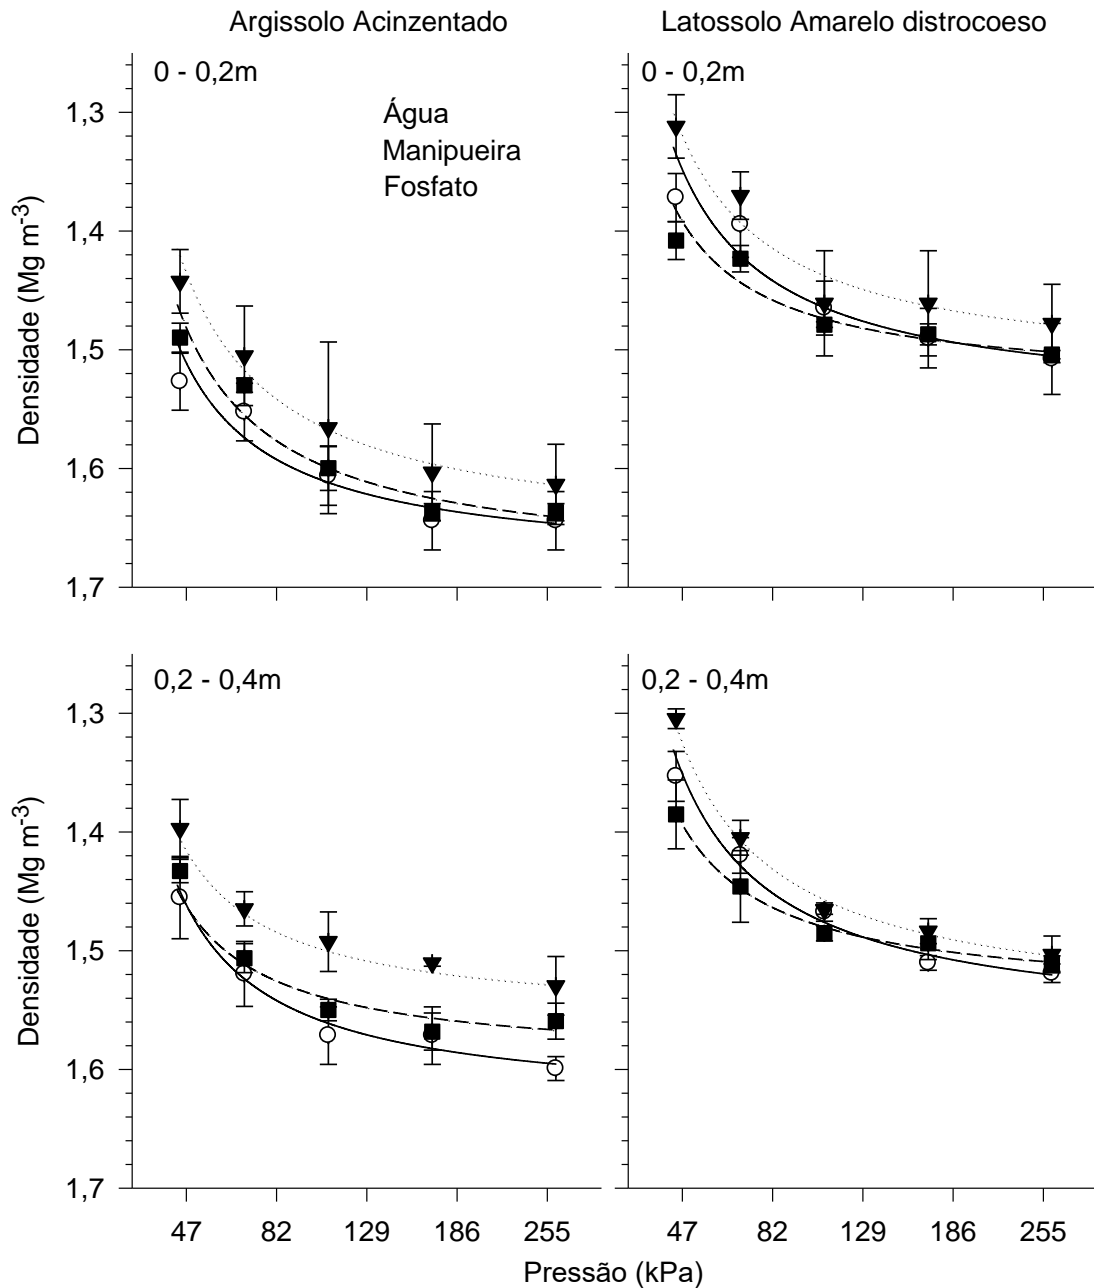 Argissolo Acinzentado
Latossolo Amarelo distrocoeso
0 - 0,2m
0 - 0,2m
Água
Manipueira
Fosfato
1,3
1,4
1,5
1,6
1,7
Densidade (Mg m-3)
0,2 - 0,4m
0,2 - 0,4m
1,3
1,4
1,5
1,6
1,7
Densidade (Mg m-3)
47 82 129 186 255
47 82 129 186 255
Pressão (kPa)